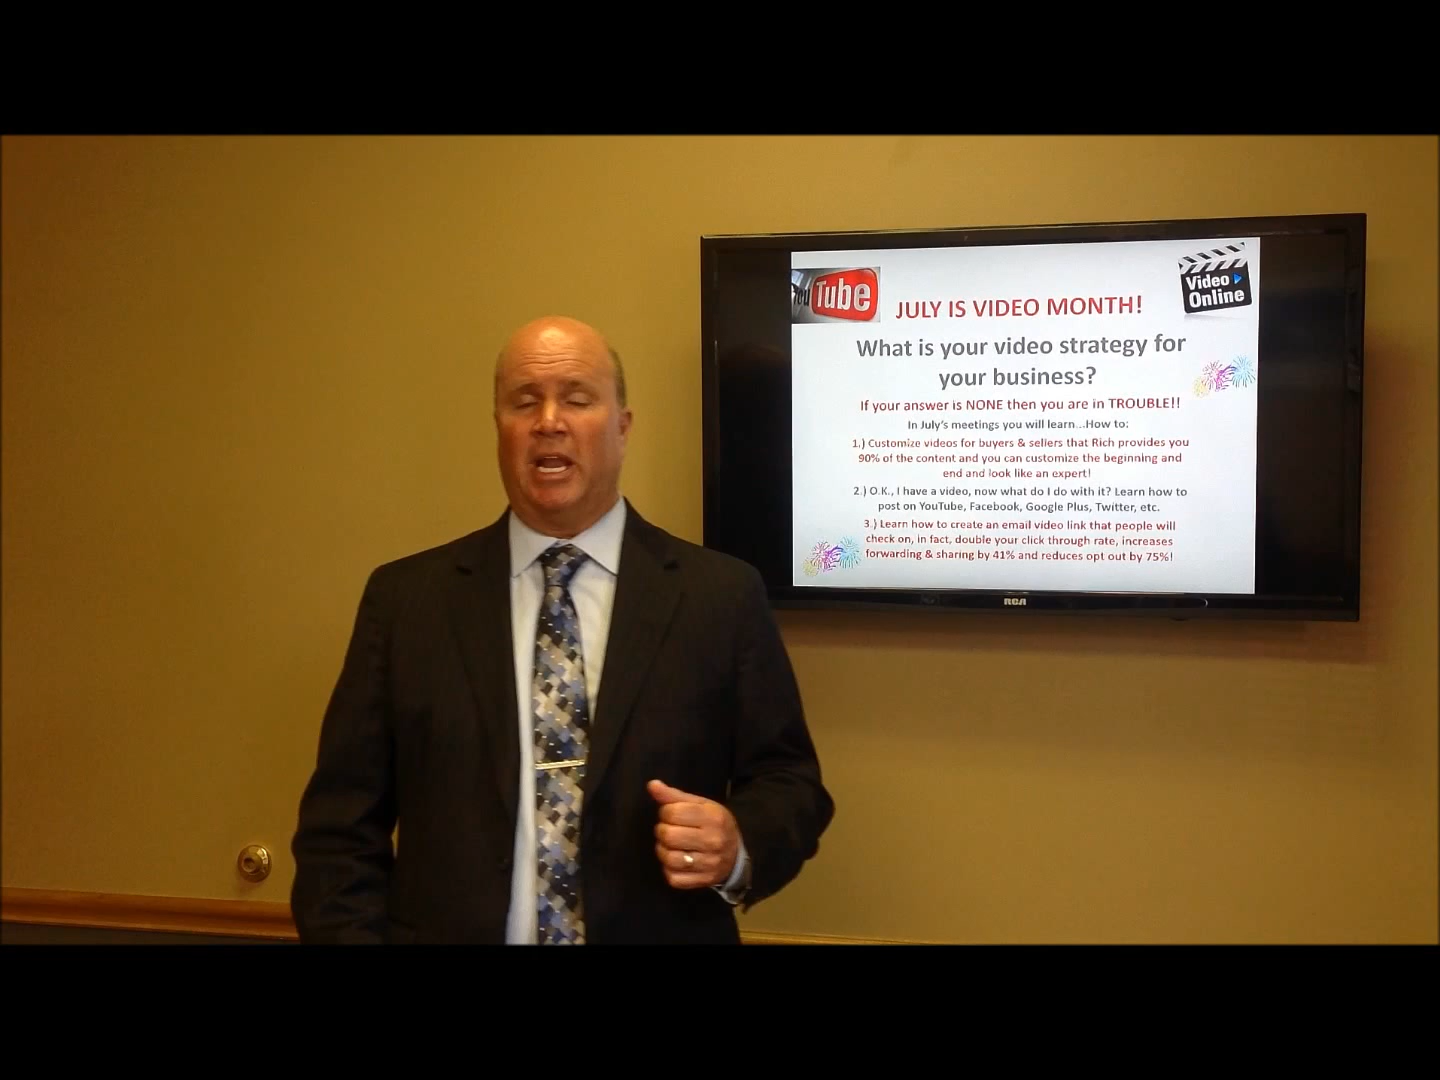 YouTube
Video
Online
JULY IS VIDEO MONTH!
What is your video strategy for
your business?
If your answer is NONE then you are in TROUBLE!!
In July's meetings you will learn...How to:
1.) Customize videos for buyers & sellers that Rich provides you
90% of the content and you can customize the beginning and
end and look like an expert!
2.) O.K., I have a video, now what do I do with it? Learn how to
post on YouTube, Facebook, Google Plus, Twitter, etc.
3.) Learn how to create an email video link that people will
check on, in fact, double your click through rate, increases
forwarding & sharing by 41% and reduces opt out by 75%!
RCA